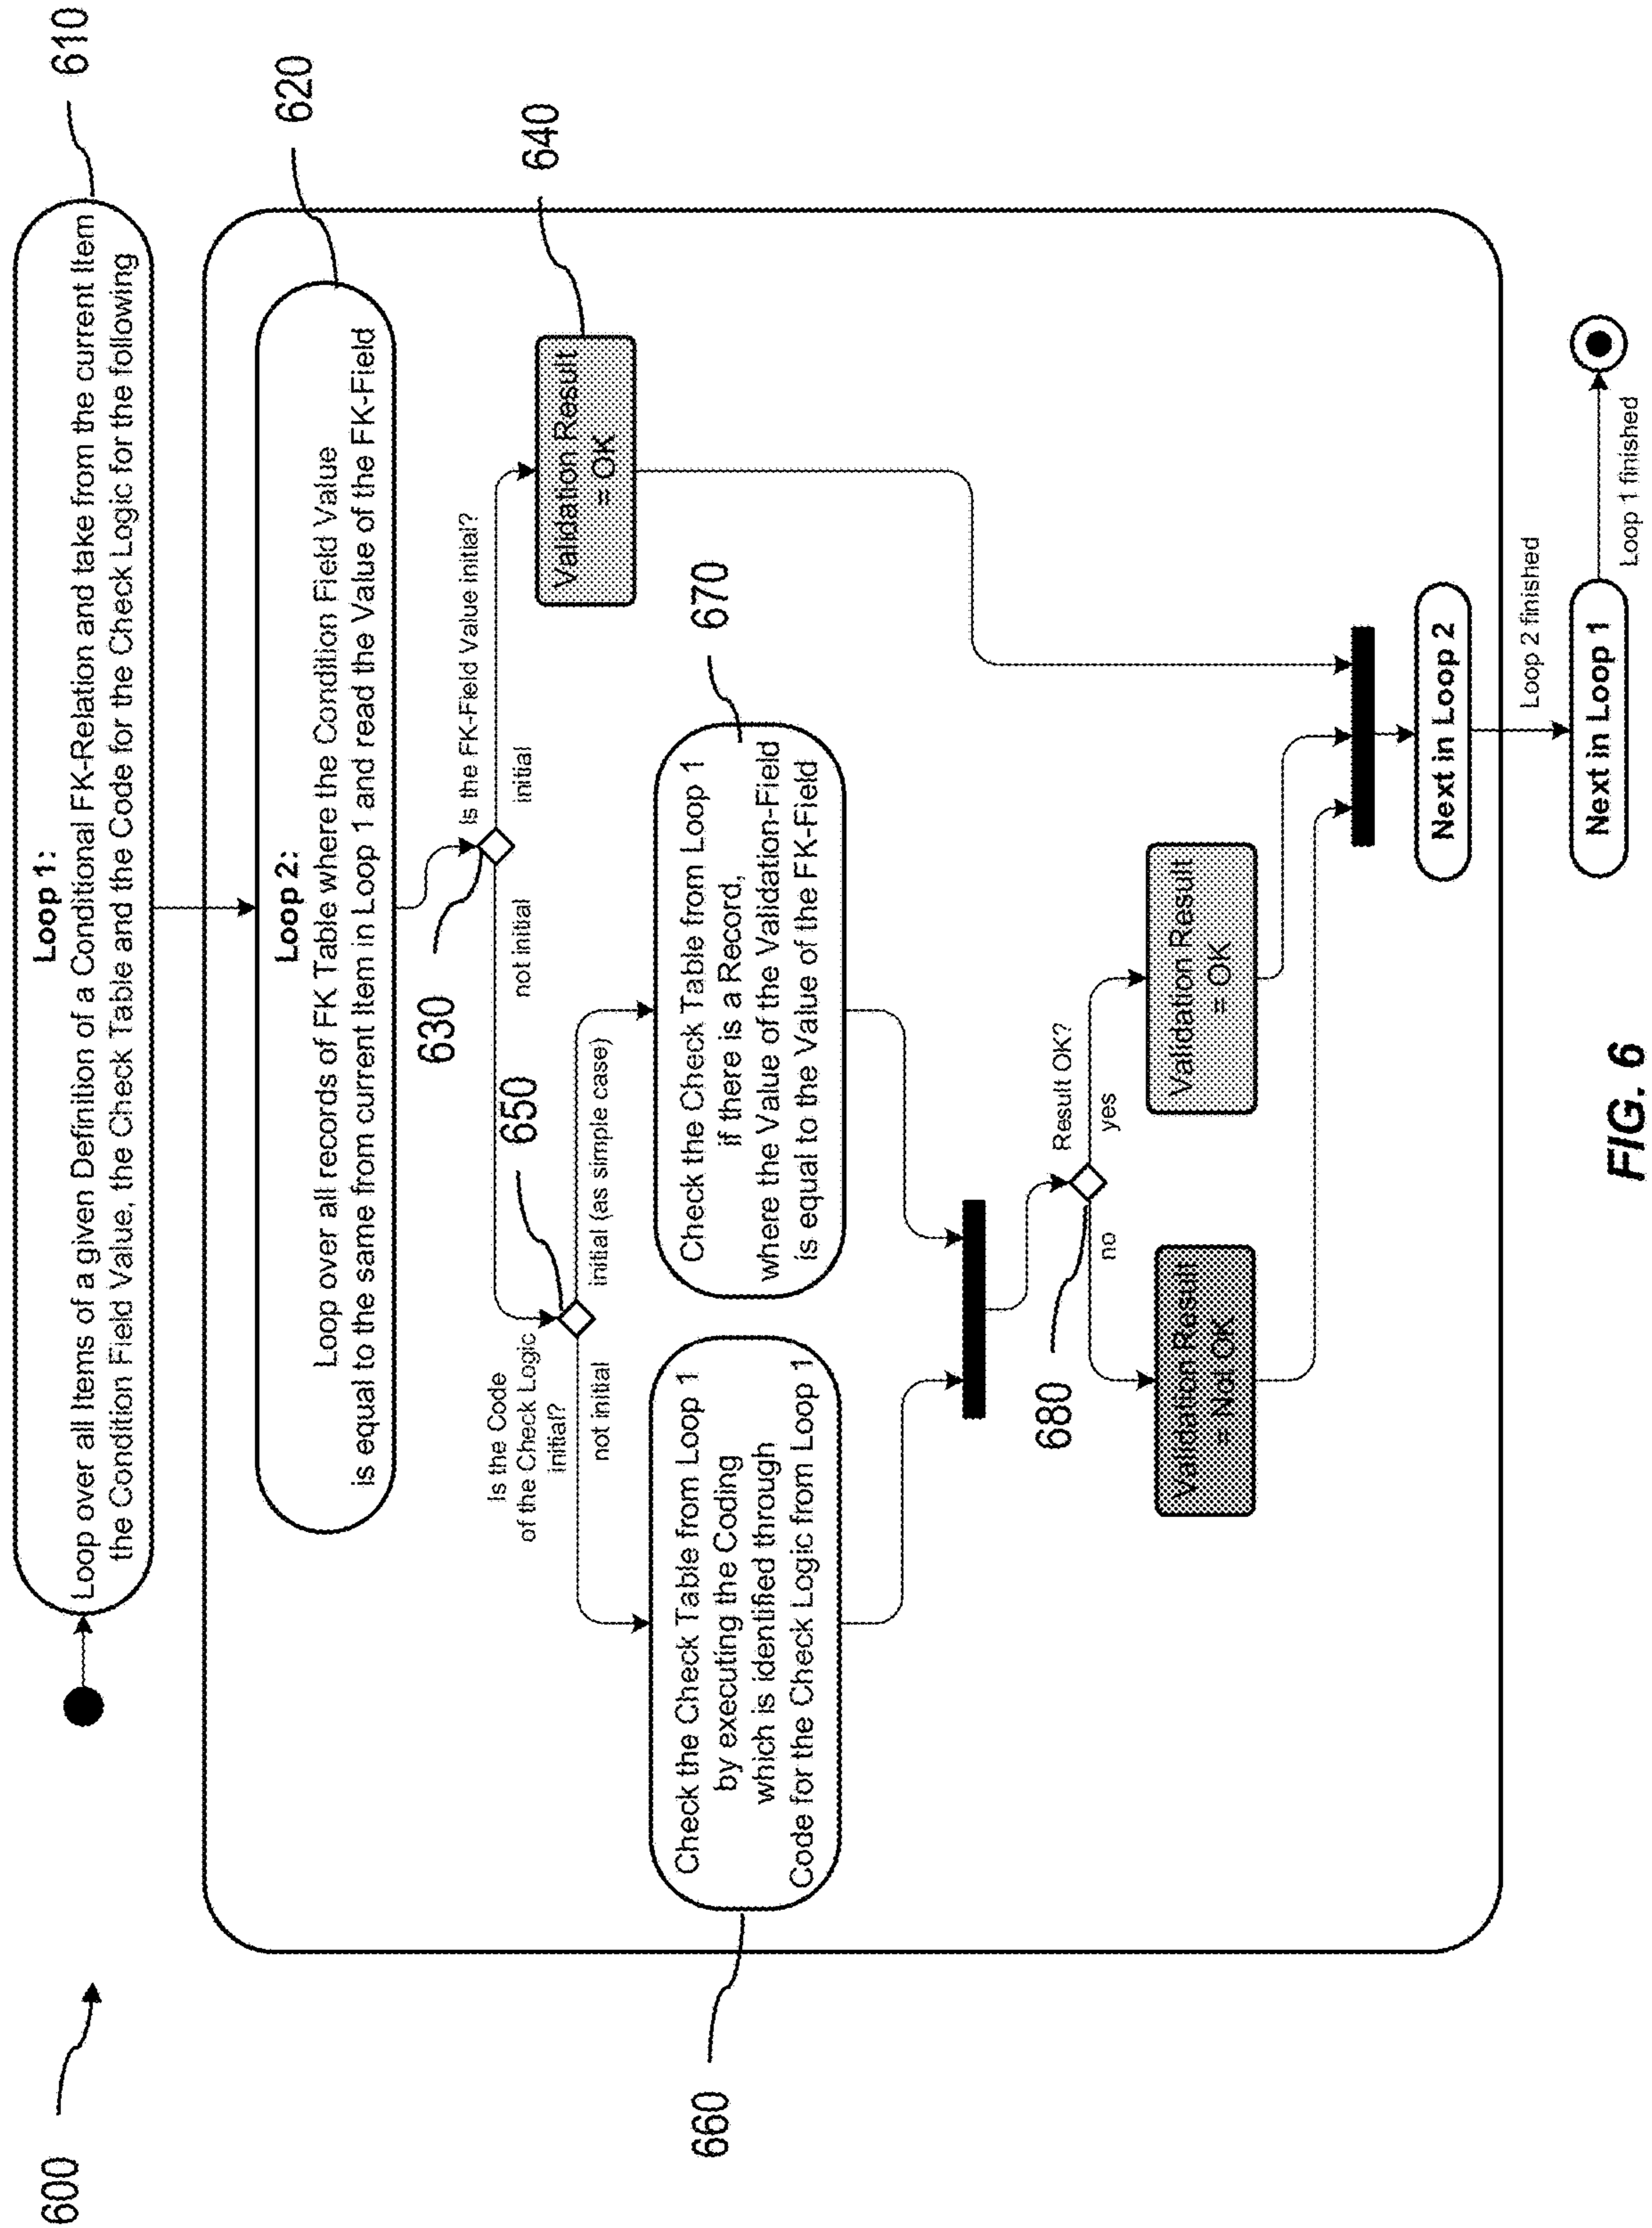 600
610
Loop 1:
Loop over all Items of a given Definition of a Conditional FK-Relation and take from the current Item
the Condition Field Value, the Check Table and the Code for the Check Logic for the following
620
Loop 2:
Loop over all records of FK Table where the Condition Field Value
is equal to the same from current Item in Loop 1 and read the Value of the FK-Field
630
Is the FK-Field Value initial?
not initial
initial
640
Validation Result
= OK
650
Is the Code
of the Check Logic
initial?
not initial
initial (as simple case)
660
Check the Check Table from Loop 1
by executing the Coding
which is identified through
Code for the Check Logic from Loop 1
670
Check the Check Table from Loop 1
if there is a Record,
where the Value of the Validation-Field
is equal to the Value of the FK-Field
680
Result OK?
no
yes
Validation Result
= Not OK
Validation Result
= OK
Next in Loop 2
Loop 2 finished
Next in Loop 1
Loop 1 finished
FIG. 6